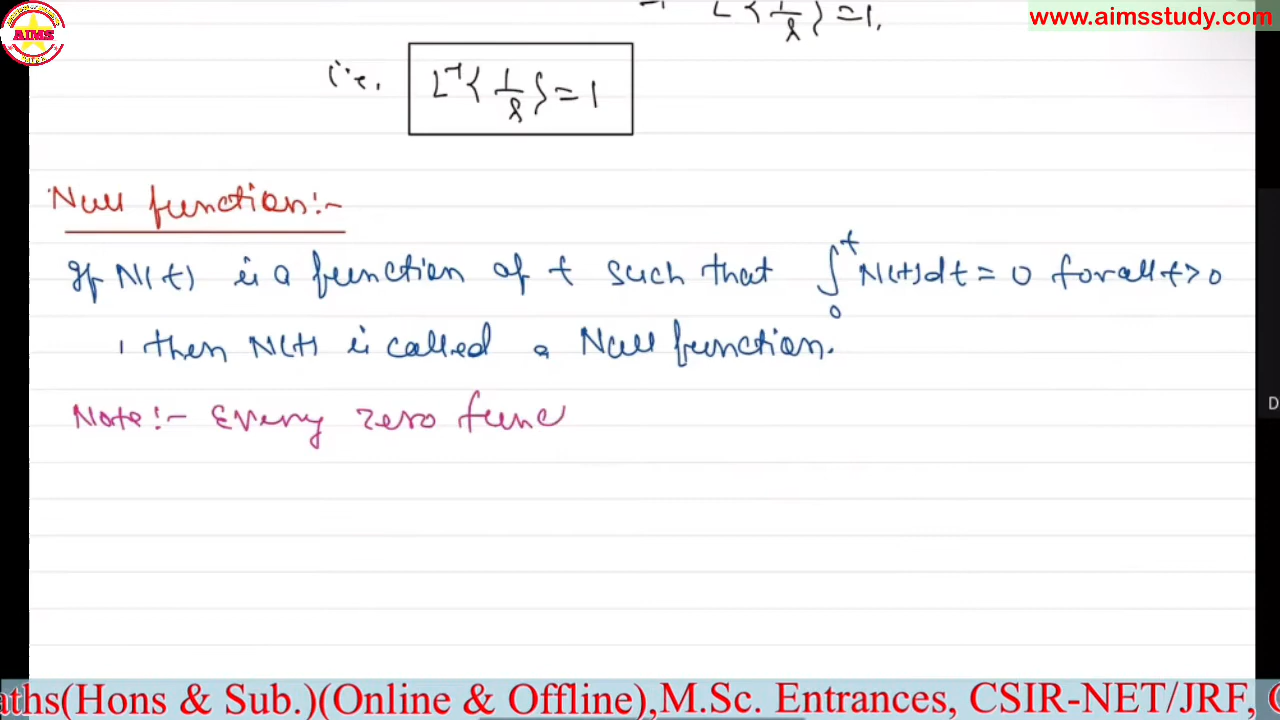 www.aimsstudy.com
AIMS
L⁻¹{1/s} = 1.
i.e. L⁻¹{1/s} = 1
Null function:-
If N(t) is a function of t such that ∫₀ᵗ N(t)dt = 0 for all t > 0
, then N(t) is called a Null function.
Note:- Every zero func
D
aths(Hons & Sub.)(Online & Offline),M.Sc. Entrances, CSIR-NET/JRF,